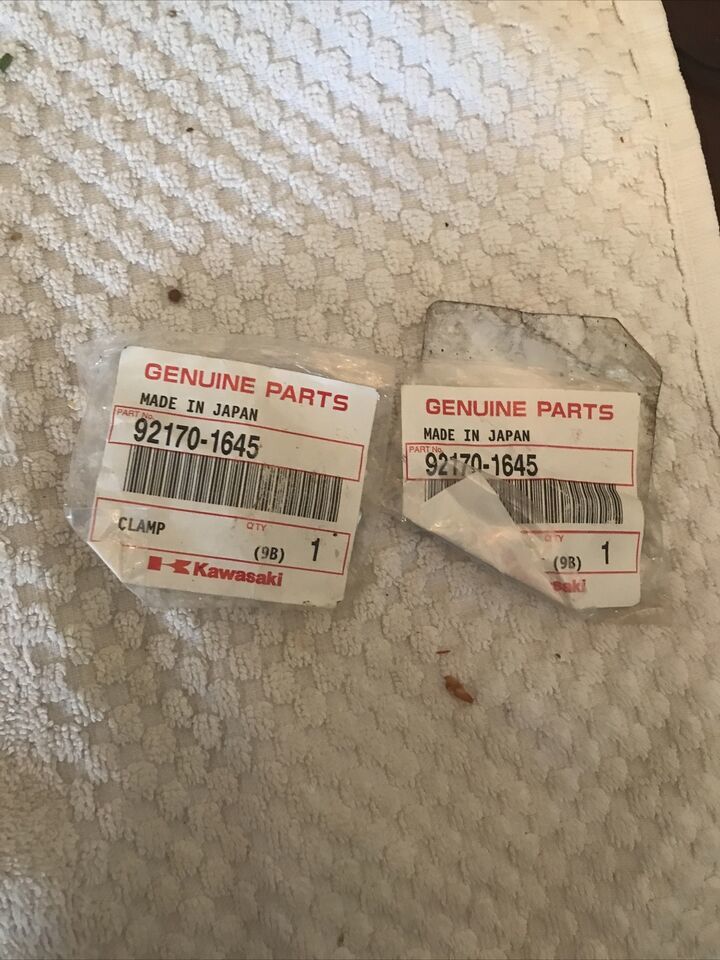 GENUINE PARTS
MADE IN JAPAN
PART No.
92170-1645
CLAMP
Q'TY
(9B) 1
Kawasaki
GENUINE PARTS
MADE IN JAPAN
PART No.
92170-1645
(9B) 1